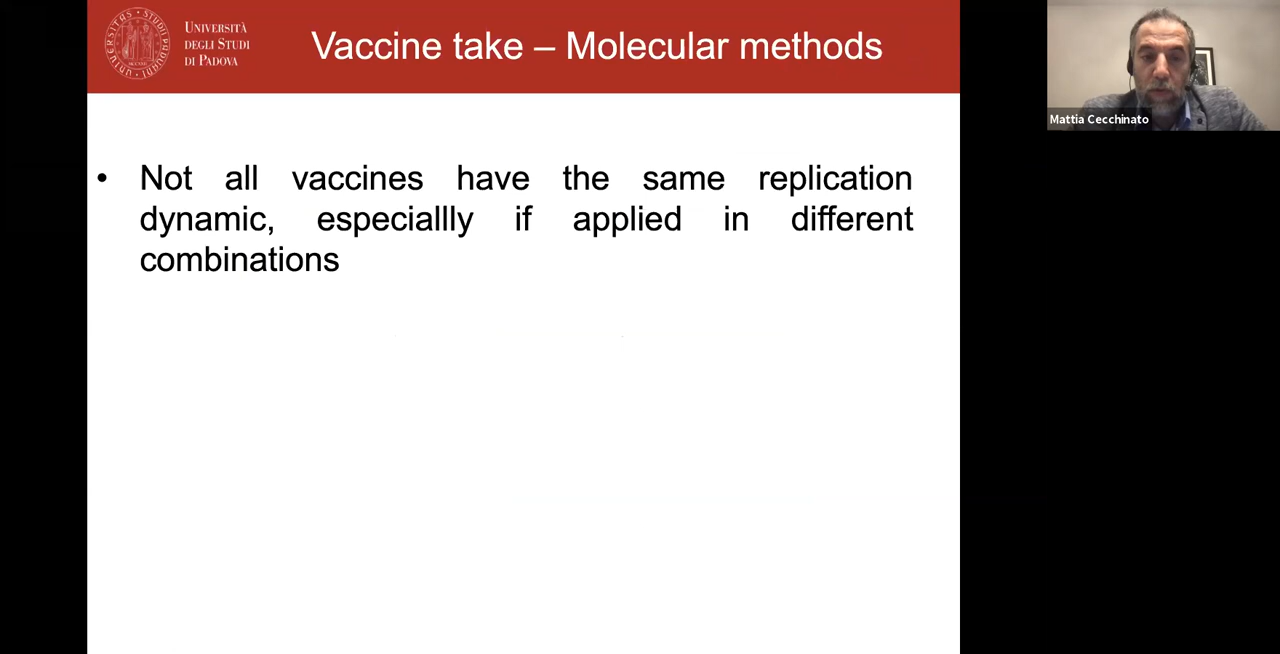 UNIVERSITÀ
DEGLI STUDI
DI PADOVA
Vaccine take – Molecular methods
Mattia Cecchinato
• Not all vaccines have the same replication
dynamic, especiallly if applied in different
combinations